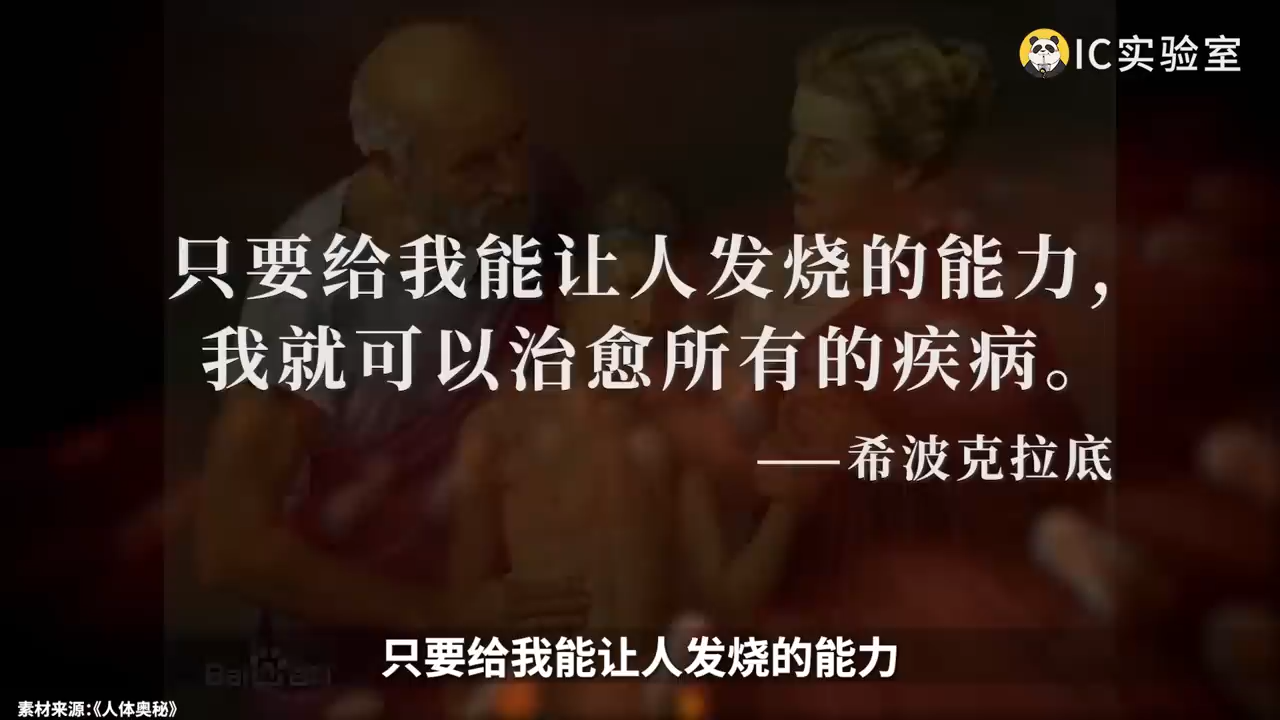 IC实验室
只要给我能让人发烧的能力，
我就可以治愈所有的疾病。
——希波克拉底
只要给我能让人发烧的能力
素材来源:《人体奥秘》